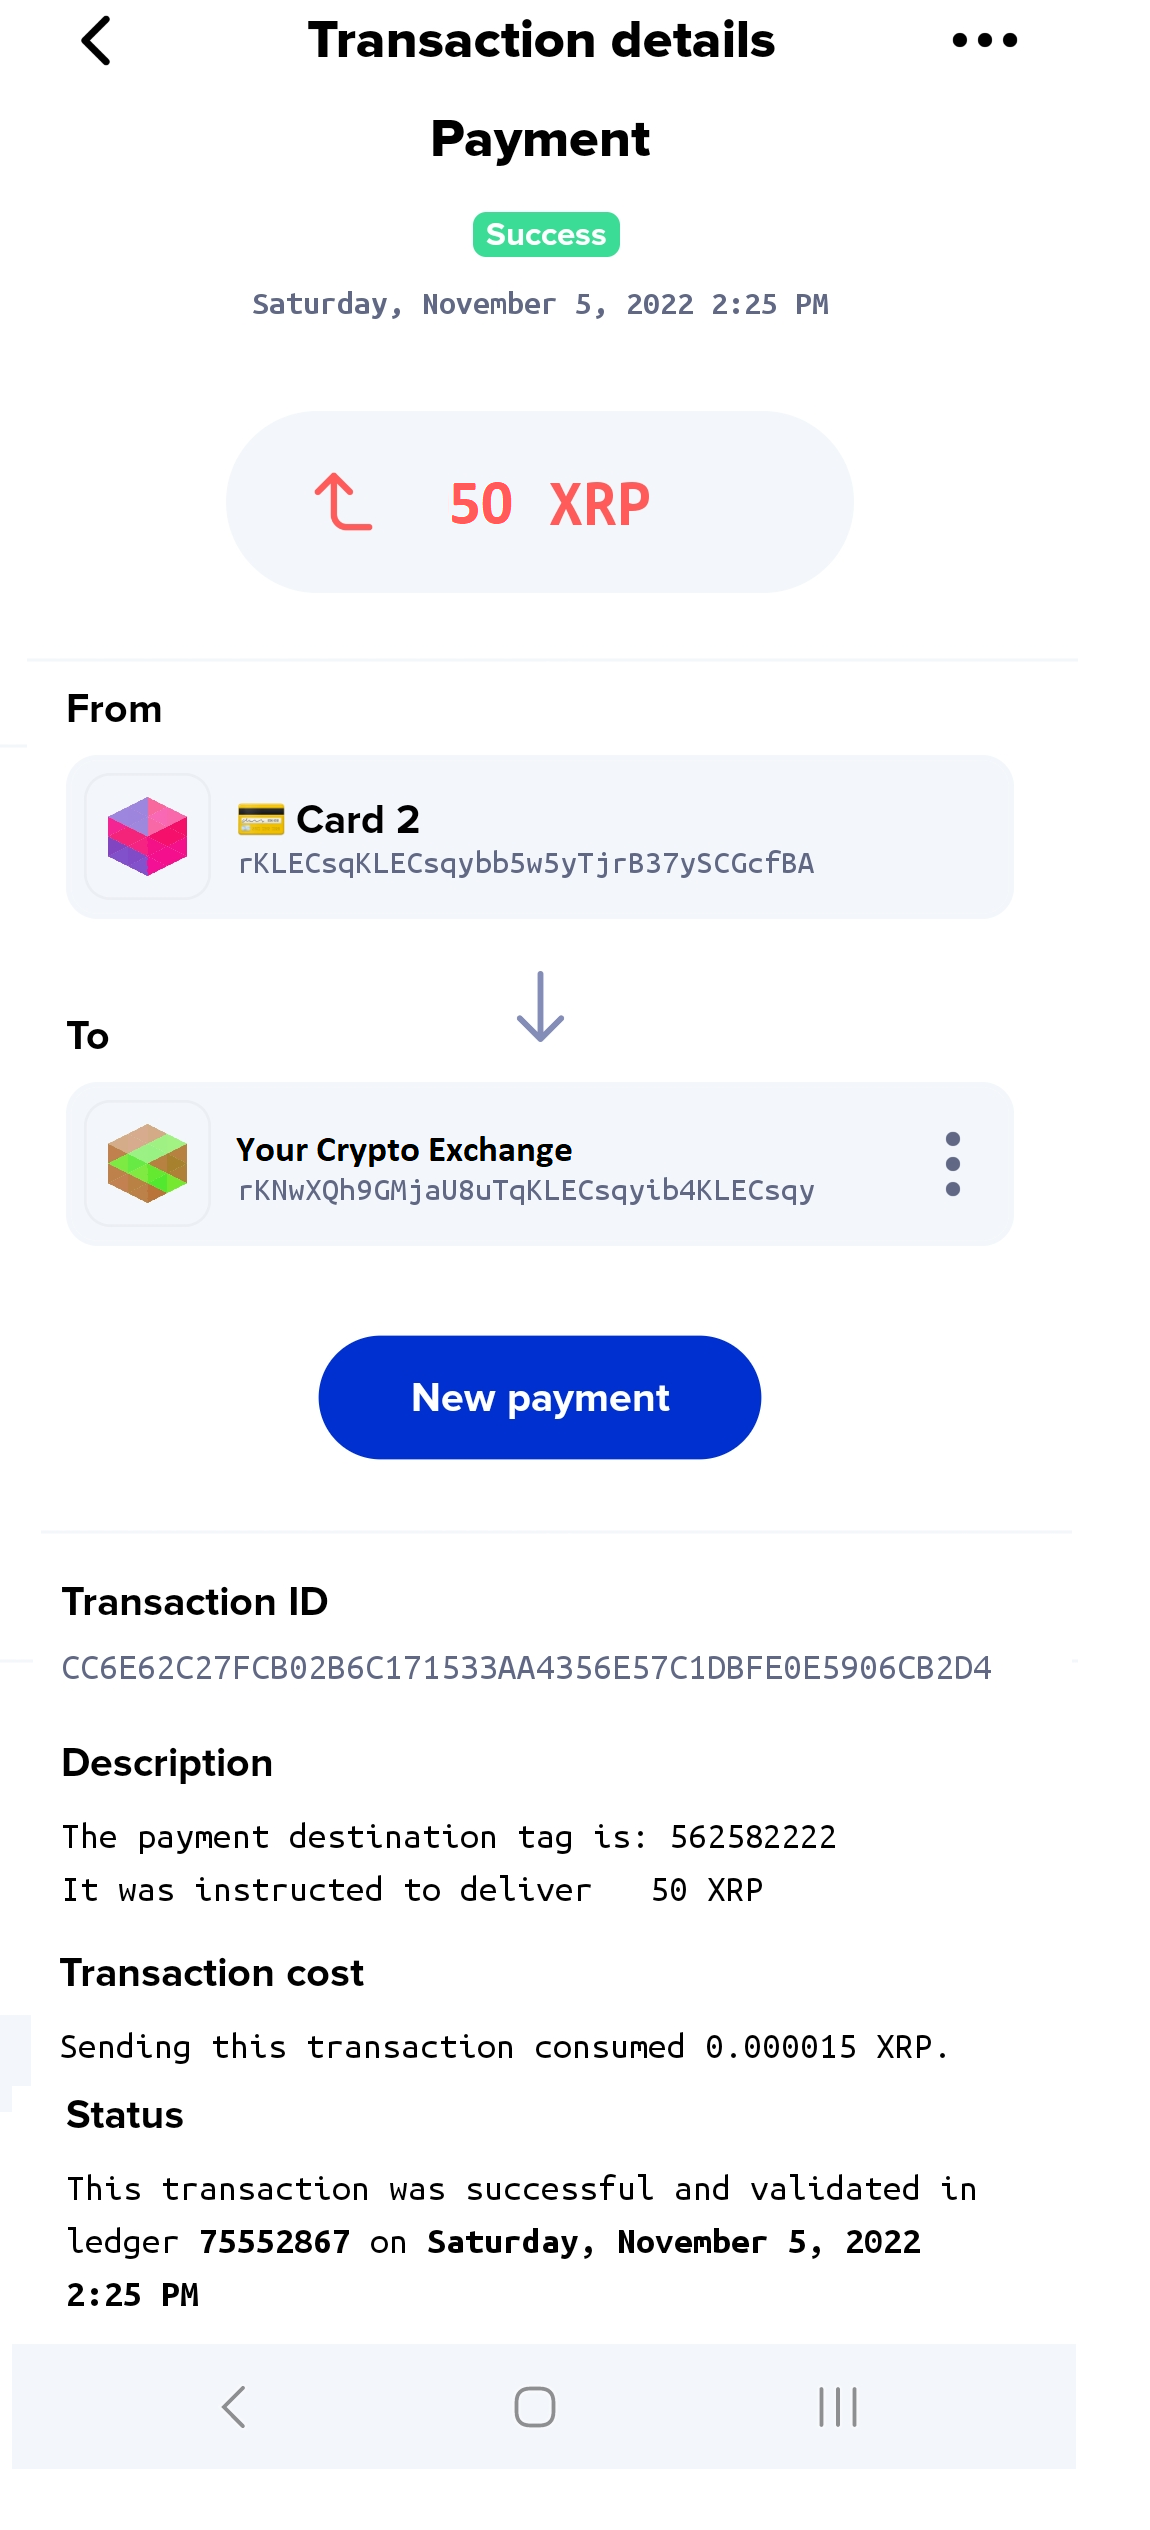 Transaction details
Payment
Success
Saturday, November 5, 2022 2:25 PM
50 XRP
From
Card 2
rKLECsqKLECsqybb5w5yTjrB37ySCGcfBA
To
Your Crypto Exchange
rKNwXQh9GMjaU8uTqKLECsqyib4KLECsqy
New payment
Transaction ID
CC6E62C27FCB02B6C171533AA4356E57C1DBFE0E5906CB2D4
Description
The payment destination tag is: 562582222
It was instructed to deliver 50 XRP
Transaction cost
Sending this transaction consumed 0.000015 XRP.
Status
This transaction was successful and validated in
ledger 75552867 on Saturday, November 5, 2022
2:25 PM